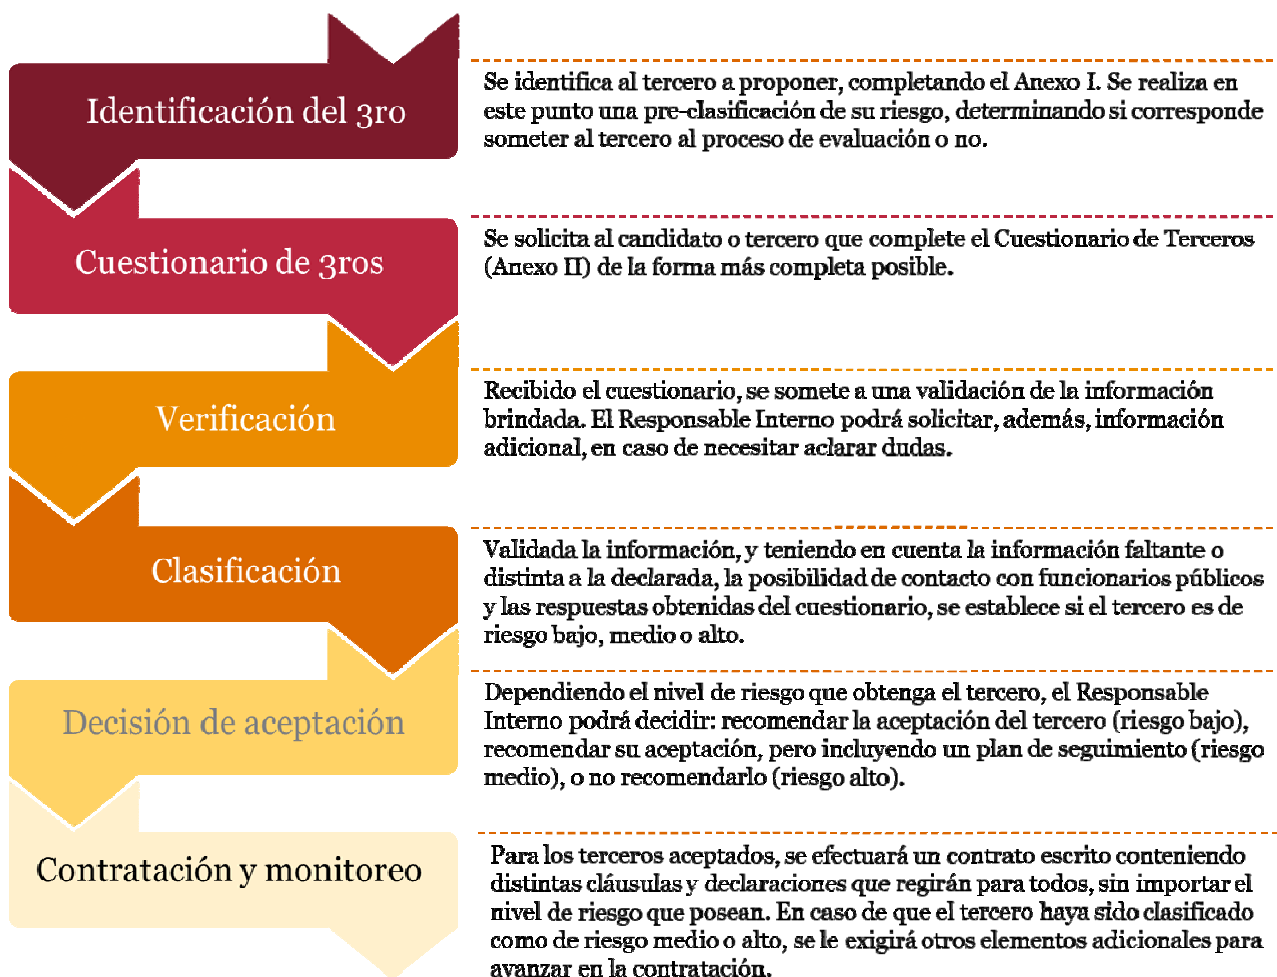 Identificación del 3ro
Se identifica al tercero a proponer, completando el Anexo I. Se realiza en
este punto una pre-clasificación de su riesgo, determinando si corresponde
someter al tercero al proceso de evaluación o no.
Cuestionario de 3ros
Se solicita al candidato o tercero que complete el Cuestionario de Terceros
(Anexo II) de la forma más completa posible.
Verificación
Recibido el cuestionario, se somete a una validación de la información
brindada. El Responsable Interno podrá solicitar, además, información
adicional, en caso de necesitar aclarar dudas.
Clasificación
Validada la información, y teniendo en cuenta la información faltante o
distinta a la declarada, la posibilidad de contacto con funcionarios públicos
y las respuestas obtenidas del cuestionario, se establece si el tercero es de
riesgo bajo, medio o alto.
Decisión de aceptación
Dependiendo el nivel de riesgo que obtenga el tercero, el Responsable
Interno podrá decidir: recomendar la aceptación del tercero (riesgo bajo),
recomendar su aceptación, pero incluyendo un plan de seguimiento (riesgo
medio), o no recomendarlo (riesgo alto).
Contratación y monitoreo
Para los terceros aceptados, se efectuará un contrato escrito conteniendo
distintas cláusulas y declaraciones que regirán para todos, sin importar el
nivel de riesgo que posean. En caso de que el tercero haya sido clasificado
como de riesgo medio o alto, se le exigirá otros elementos adicionales para
avanzar en la contratación.